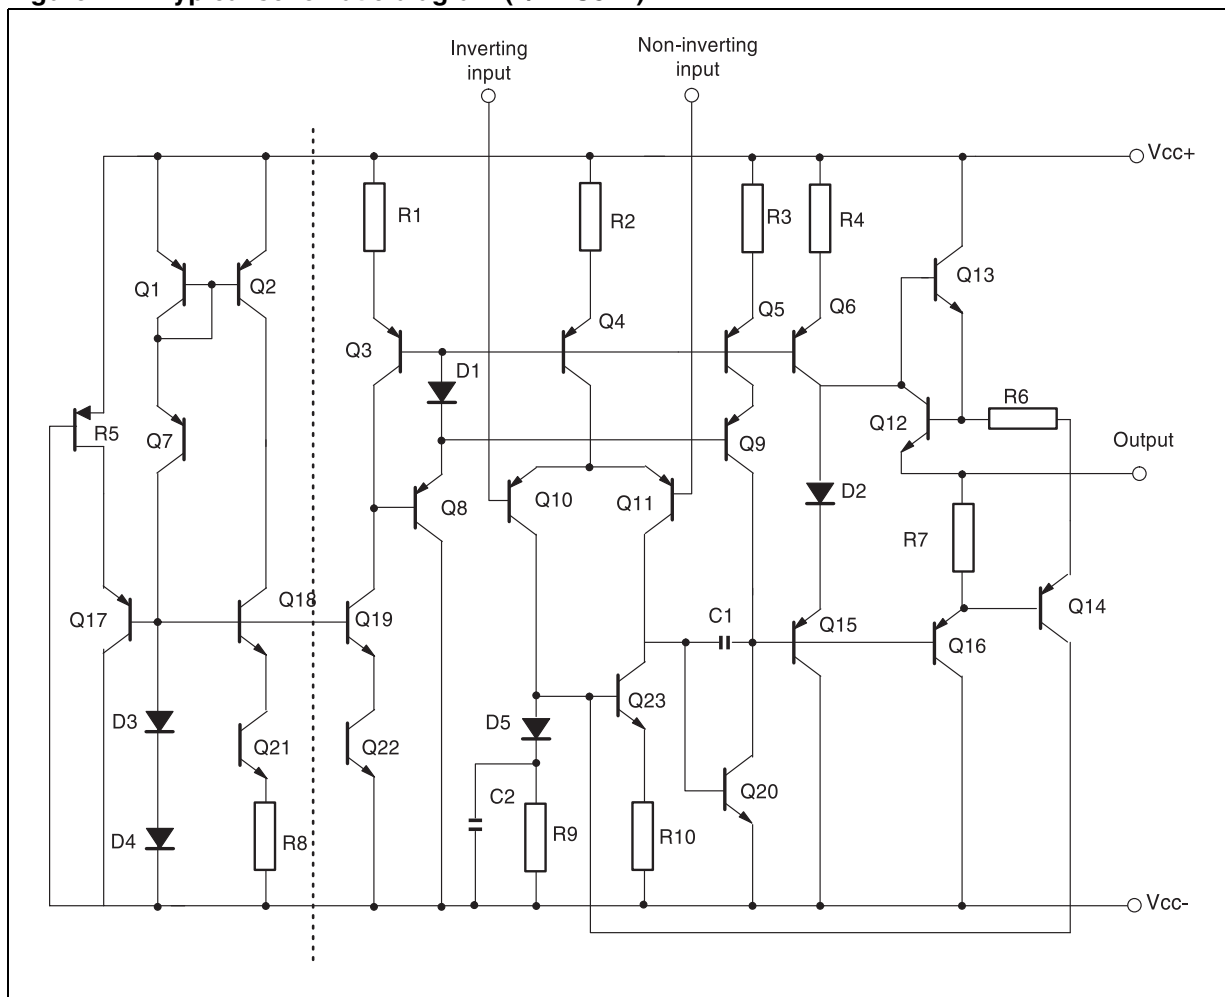 Inverting
input
Non-inverting
input
Vcc+
R1
R2
R3
R4
Q1
Q2
Q13
Q3
Q4
Q5
Q6
D1
R6
R5
Q7
Q9
Q12
Output
Q8
Q10
Q11
D2
R7
Q17
Q18
Q19
C1
Q15
Q16
Q14
D3
Q21
Q22
D5
Q23
Q20
C2
D4
R8
R9
R10
Vcc-